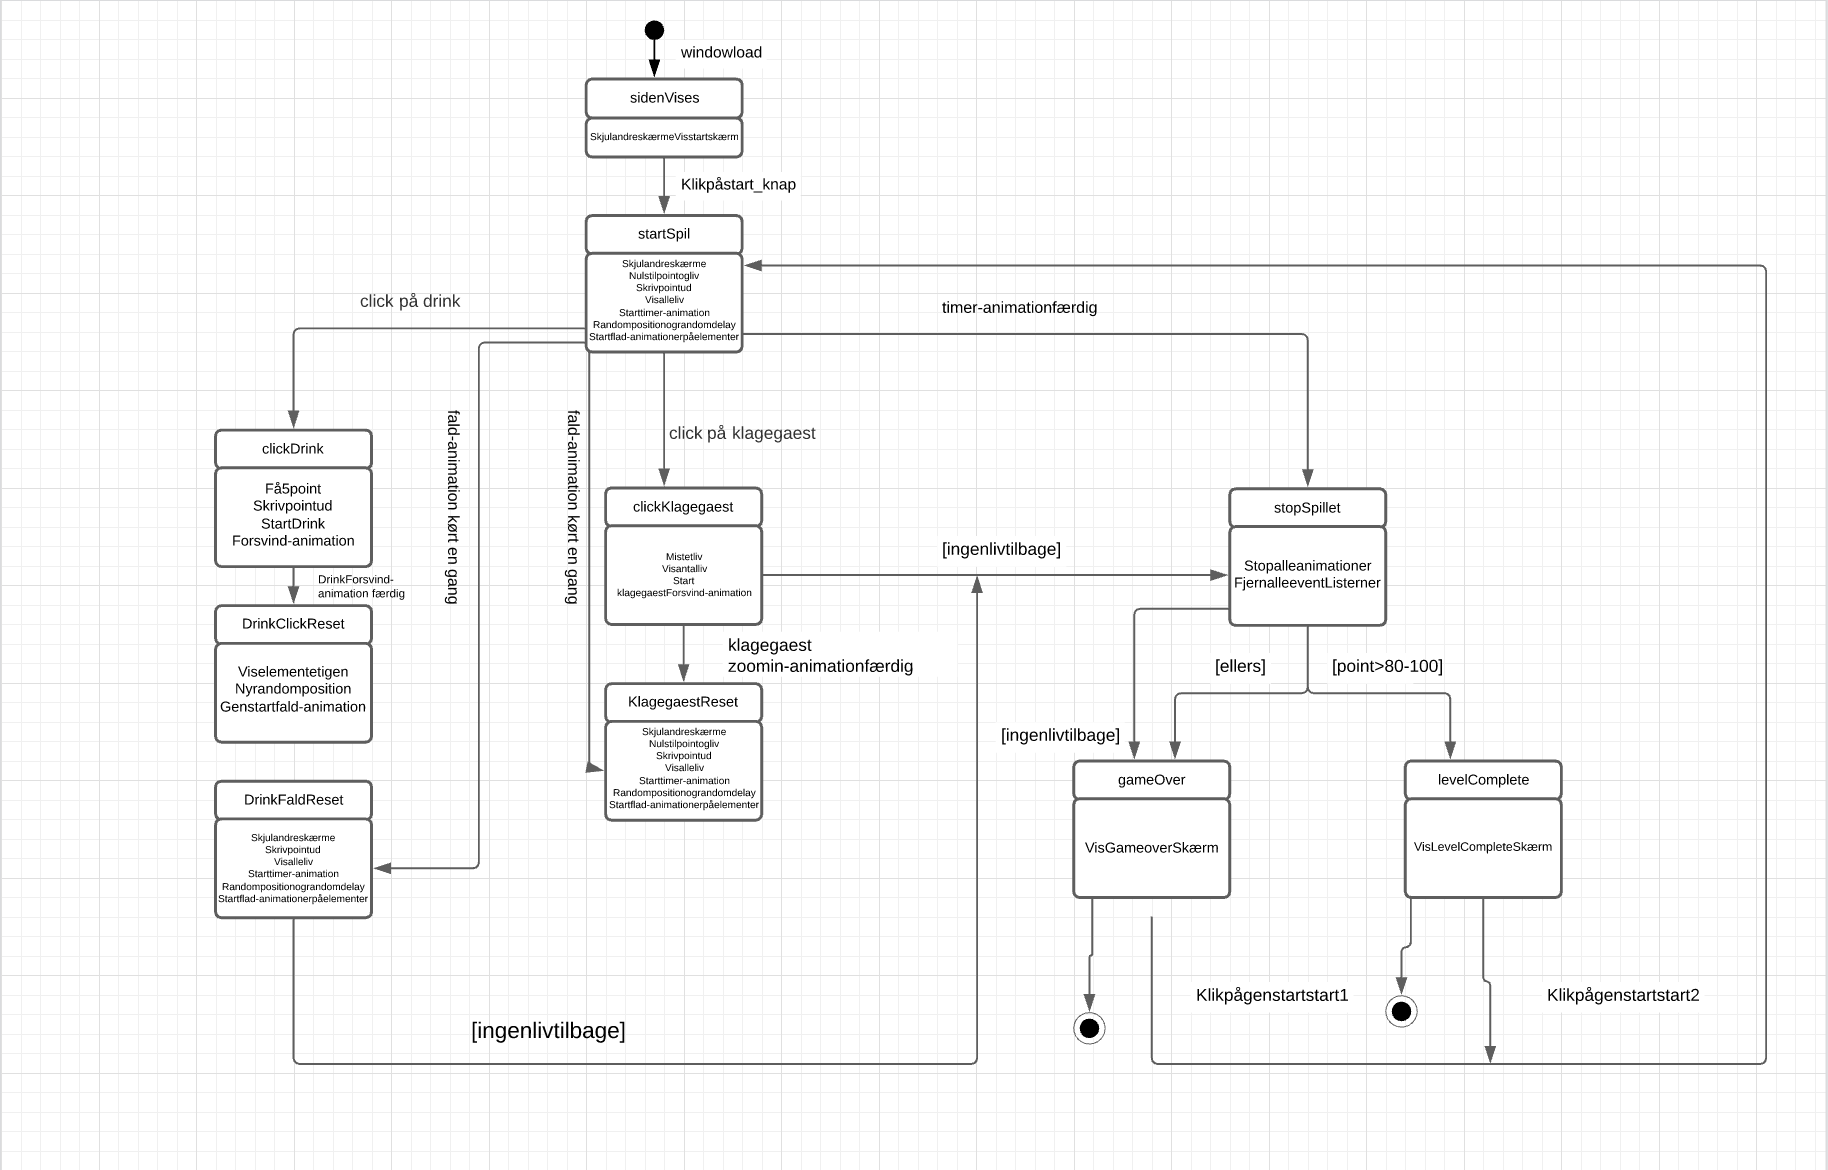 windowload
sidenVises
SkjulandreskærmeVisstartskærm
Klikpåstart_knap
startSpil
Skjulandreskærme
Nulstilpointogliv
Skrivpointud
Visalleliv
Starttimer-animation
Randompositionograndomdelay
Startflad-animationerpåelementer
click på drink
timer-animationfærdig
fald-animation kørt en gang
fald-animation kørt en gang
click på klagegaest
clickDrink
Få5point
Skrivpointud
StartDrink
Forsvind-animation
DrinkForsvind-
animation færdig
DrinkClickReset
Viselementetigen
Nyrandomposition
Genstartfald-animation
DrinkFaldReset
Skjulandreskærme
Skrivpointud
Visalleliv
Starttimer-animation
Randompositionograndomdelay
Startflad-animationerpåelementer
clickKlagegaest
Mistetliv
Visantalliv
Start
klagegaestForsvind-animation
klagegaest
zoomin-animationfærdig
KlagegaestReset
Skjulandreskærme
Nulstilpointogliv
Skrivpointud
Visalleliv
Starttimer-animation
Randompositionograndomdelay
Startflad-animationerpåelementer
[ingenlivtilbage]
stopSpillet
Stopalleanimationer
FjernalleeventListerner
[ellers]
[point>80-100]
[ingenlivtilbage]
gameOver
VisGameoverSkærm
levelComplete
VisLevelCompleteSkærm
Klikpågenstartstart1
Klikpågenstartstart2
[ingenlivtilbage]